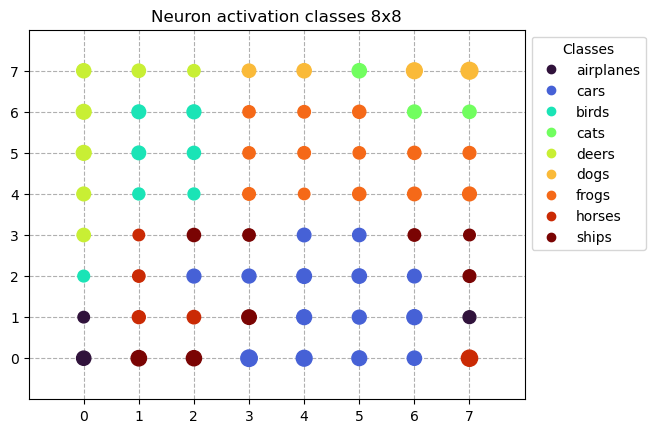 Neuron activation classes 8x8
7
6
5
4
3
2
1
0
0 1 2 3 4 5 6 7
Classes
airplanes
cars
birds
cats
deers
dogs
frogs
horses
ships